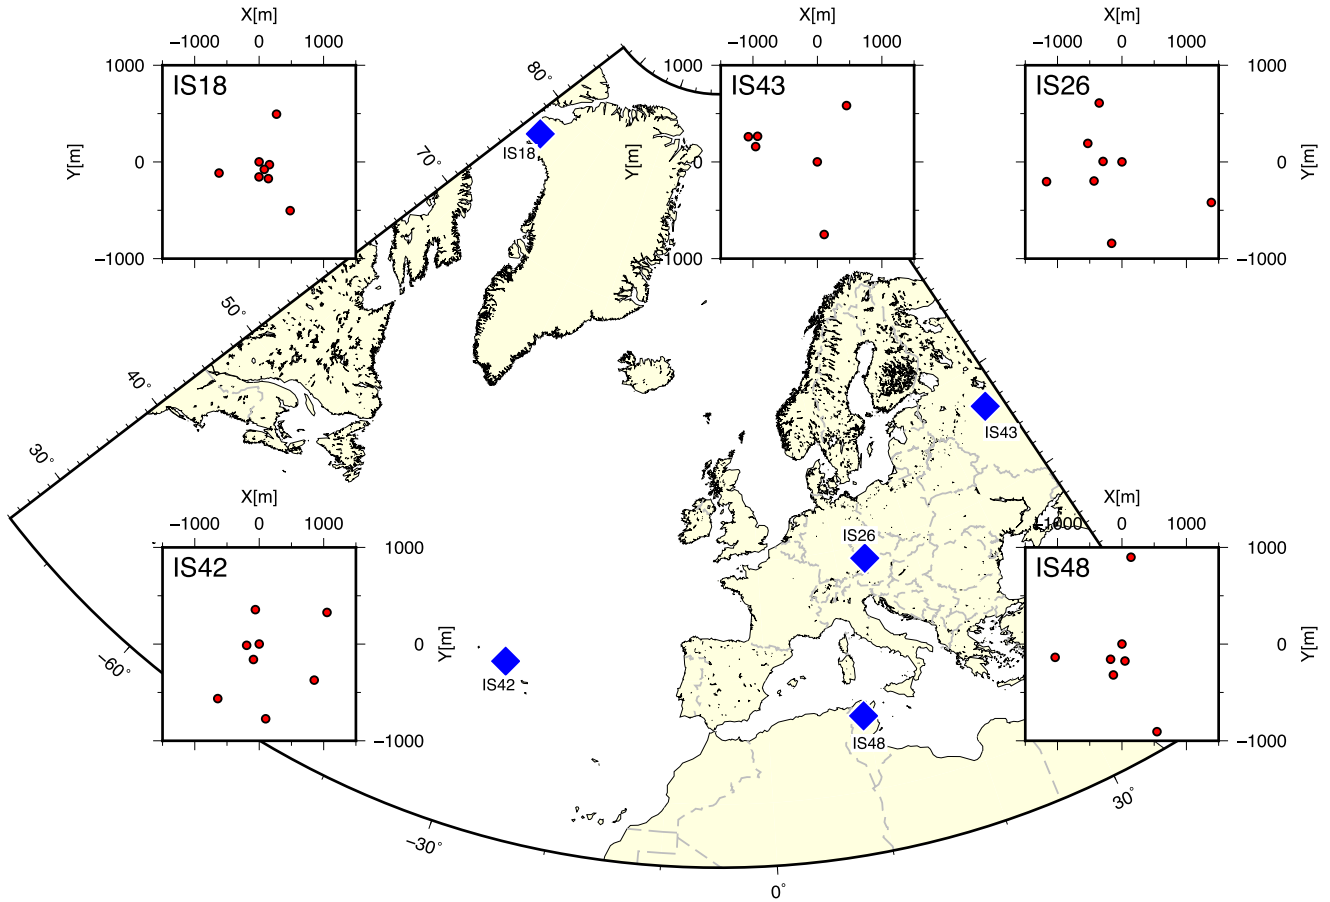 X[m] X[m] X[m]
−1000 0 1000 −1000 0 1000 −1000 0 1000
1000 1000 1000
IS18 IS43 IS26
80°
IS18
70°
Y[m] 0 Y[m] 0 Y[m] 0
−1000 1000 −1000
50°
40°
IS43
30°
X[m] X[m]
−1000 0 1000 −1000 0 1000
IS26
1000 1000
IS42 IS48
0 Y[m] 0 Y[m]
−60°
IS42
−1000 IS48 −1000
30°
−30°
0°